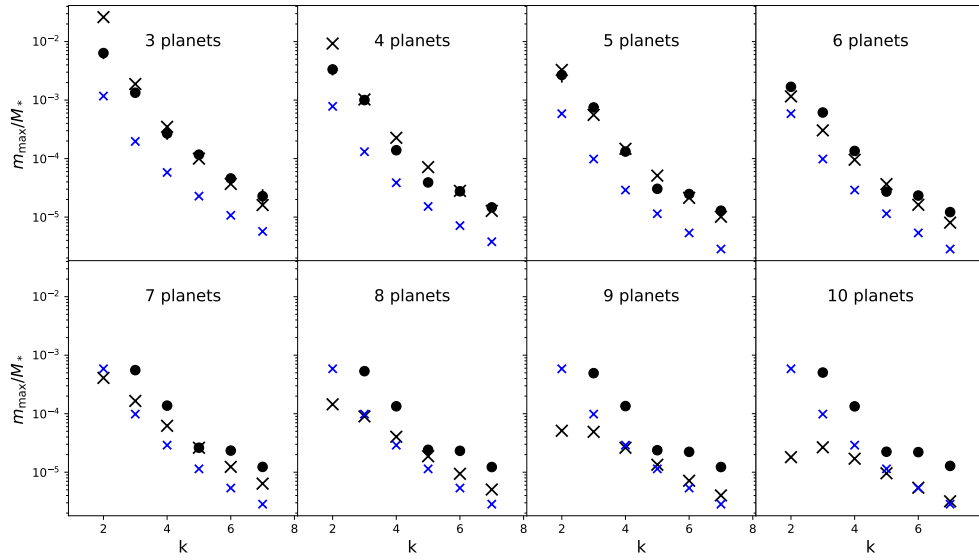 3 planets
4 planets
5 planets
6 planets
m_max/M_*
10^-2
10^-3
10^-4
10^-5
7 planets
8 planets
9 planets
10 planets
m_max/M_*
10^-2
10^-3
10^-4
10^-5
2 4 6 8 2 4 6 8 2 4 6 8 2 4 6
k k k k